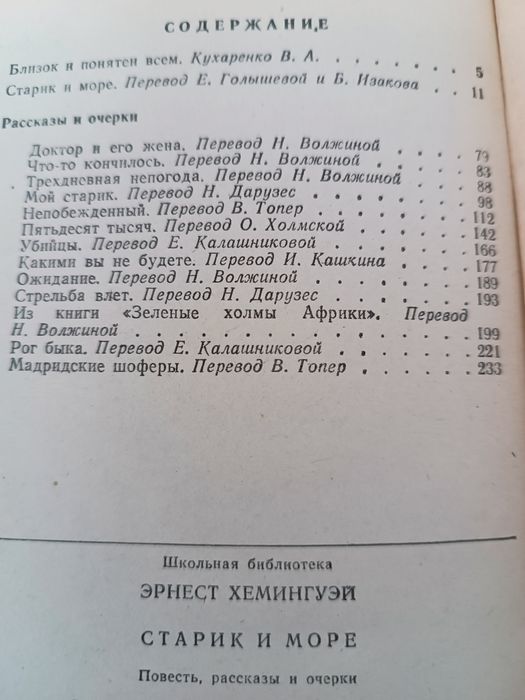 СОДЕРЖАНИЕ
Близок и понятен всем. Кухаренко В. А. . . . . . . . 5
Старик и море. Перевод Е. Голышевой и Б. Изакова . . 11
Рассказы и очерки
Доктор и его жена. Перевод Н. Волжиной . . . . 79
Что-то кончилось. Перевод Н. Волжиной . . . . 83
Трехдневная непогода. Перевод Н. Волжиной . . . 88
Мой старик. Перевод Н. Дарузес . . . . . . 98
Непобежденный. Перевод В. Топер . . . . . . 112
Пятьдесят тысяч. Перевод О. Холмской . . . . 142
Убийцы. Перевод Е. Калашниковой . . . . . 166
Какими вы не будете. Перевод И. Кашкина . . . . 177
Ожидание. Перевод Н. Волжиной . . . . . . 189
Стрельба влет. Перевод Н. Дарузес . . . . . 193
Из книги «Зеленые холмы Африки». Перевод
Н. Волжиной . . . . . . . . . . . . . 199
Рог быка. Перевод Е. Калашниковой . . . . . 221
Мадридские шоферы. Перевод В. Топер . . . . . 233
Школьная библиотека
ЭРНЕСТ ХЕМИНГУЭЙ
СТАРИК И МОРЕ
Повесть, рассказы и очерки